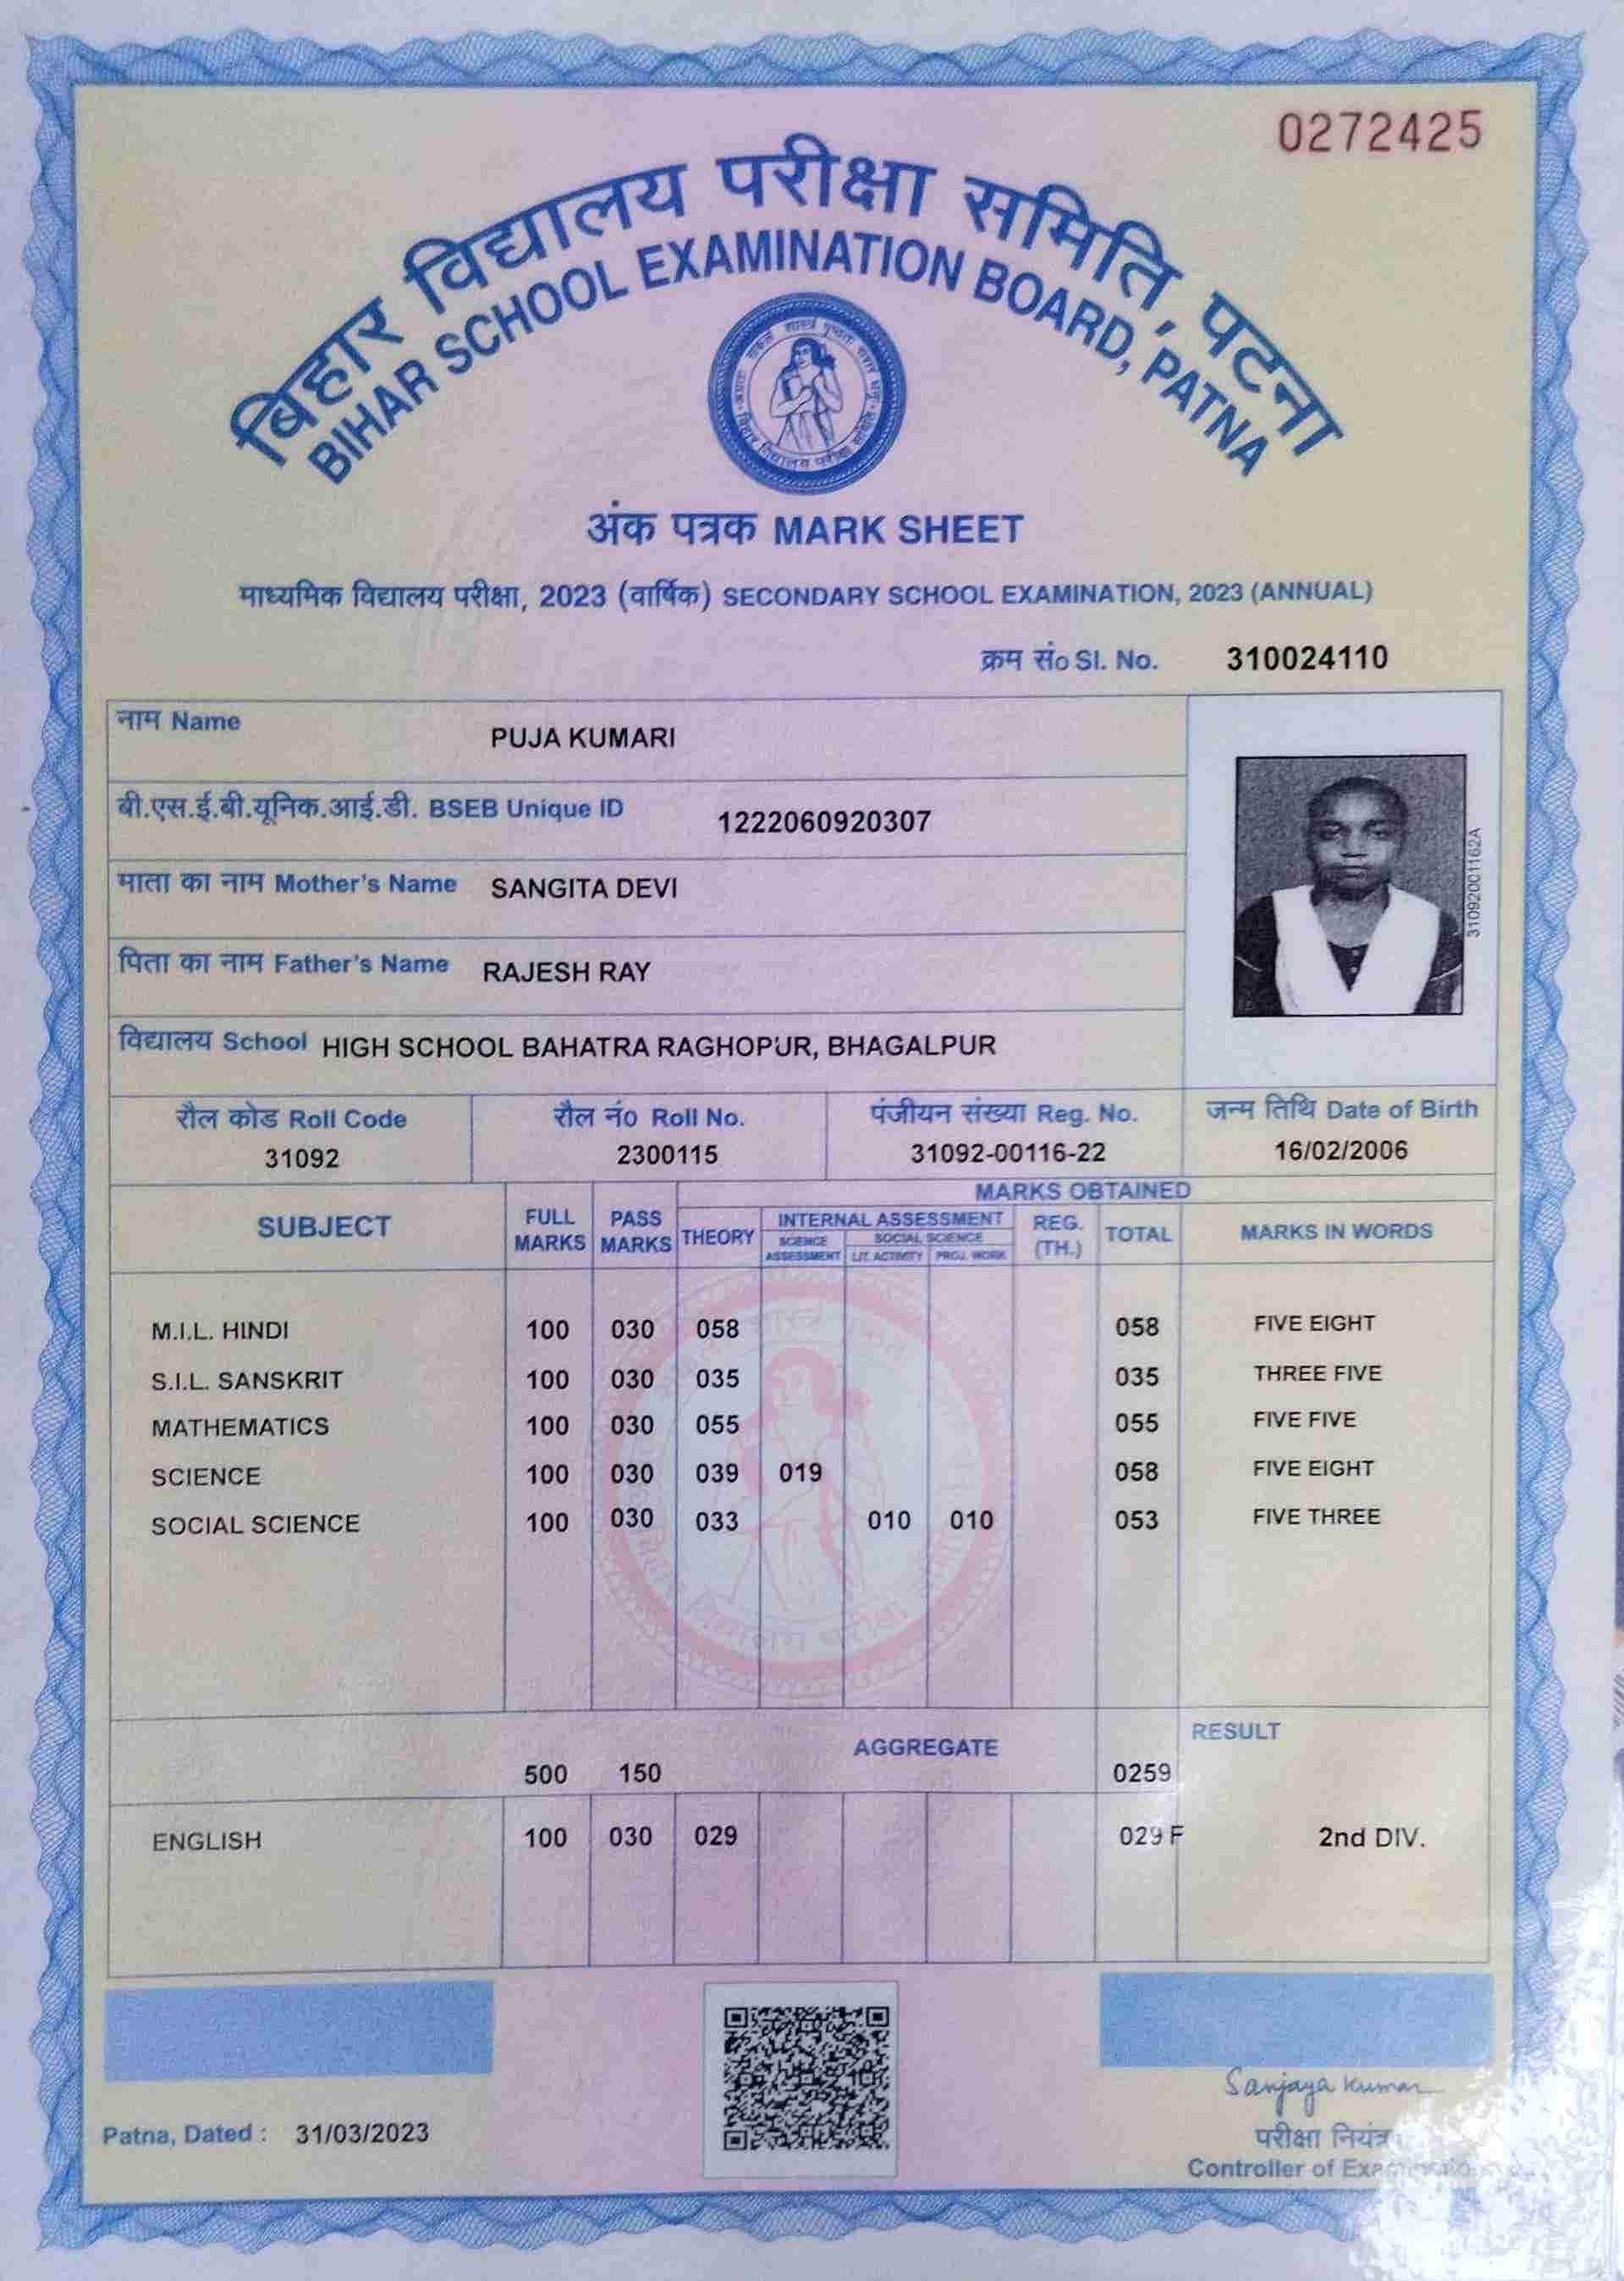 0272425
बिहार विद्यालय परीक्षा समिति, पटना
BIHAR SCHOOL EXAMINATION BOARD, PATNA
अंक पत्रक MARK SHEET
माध्यमिक विद्यालय परीक्षा, 2023 (वार्षिक) SECONDARY SCHOOL EXAMINATION, 2023 (ANNUAL)
क्रम सं० Sl. No. 310024110
नाम Name PUJA KUMARI
बी.एस.ई.बी.यूनिक.आई.डी. BSEB Unique ID 1222060920307
माता का नाम Mother's Name SANGITA DEVI
पिता का नाम Father's Name RAJESH RAY
310920011​62A
विद्यालय School HIGH SCHOOL BAHATRA RAGHOPUR, BHAGALPUR
रौल कोड Roll Code रौल नं० Roll No. पंजीयन संख्या Reg. No. जन्म तिथि Date of Birth
31092 2300115 31092-00116-22 16/02/2006
MARKS OBTAINED
SUBJECT FULL MARKS PASS MARKS THEORY INTERNAL ASSESSMENT REG. (TH.) TOTAL MARKS IN WORDS
SCIENCE SOCIAL SCIENCE
ASSESSMENT LIT. ACTIVITY PROJ. WORK
M.I.L. HINDI 100 030 058 058 FIVE EIGHT
S.I.L. SANSKRIT 100 030 035 035 THREE FIVE
MATHEMATICS 100 030 055 055 FIVE FIVE
SCIENCE 100 030 039 019 058 FIVE EIGHT
SOCIAL SCIENCE 100 030 033 010 010 053 FIVE THREE
AGGREGATE RESULT
500 150 0259
ENGLISH 100 030 029 029 F 2nd DIV.
Sanjaya Kumar
Patna, Dated : 31/03/2023
परीक्षा
Controller of